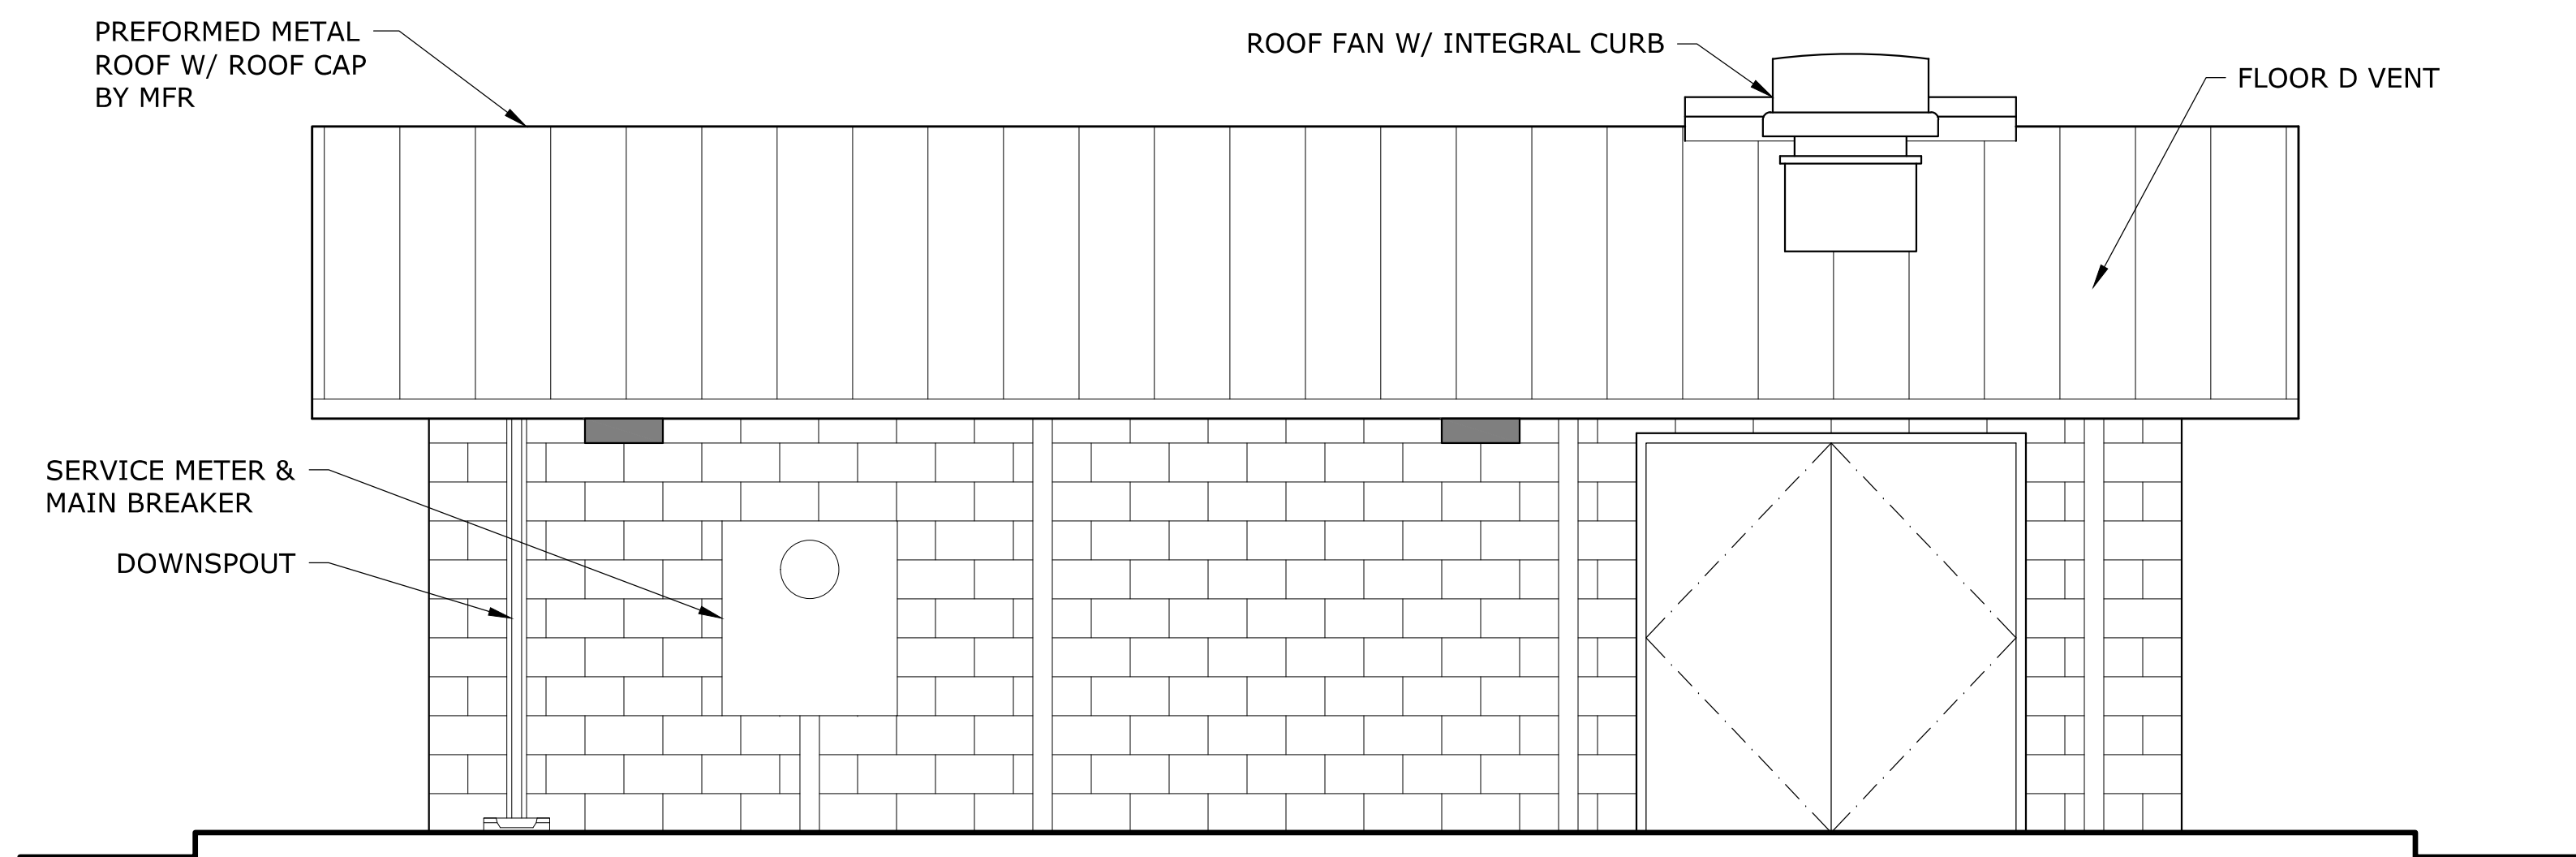 PREFORMED METAL
ROOF W/ ROOF CAP
BY MFR
ROOF FAN W/ INTEGRAL CURB
FLOOR D VENT
SERVICE METER &
MAIN BREAKER
DOWNSPOUT